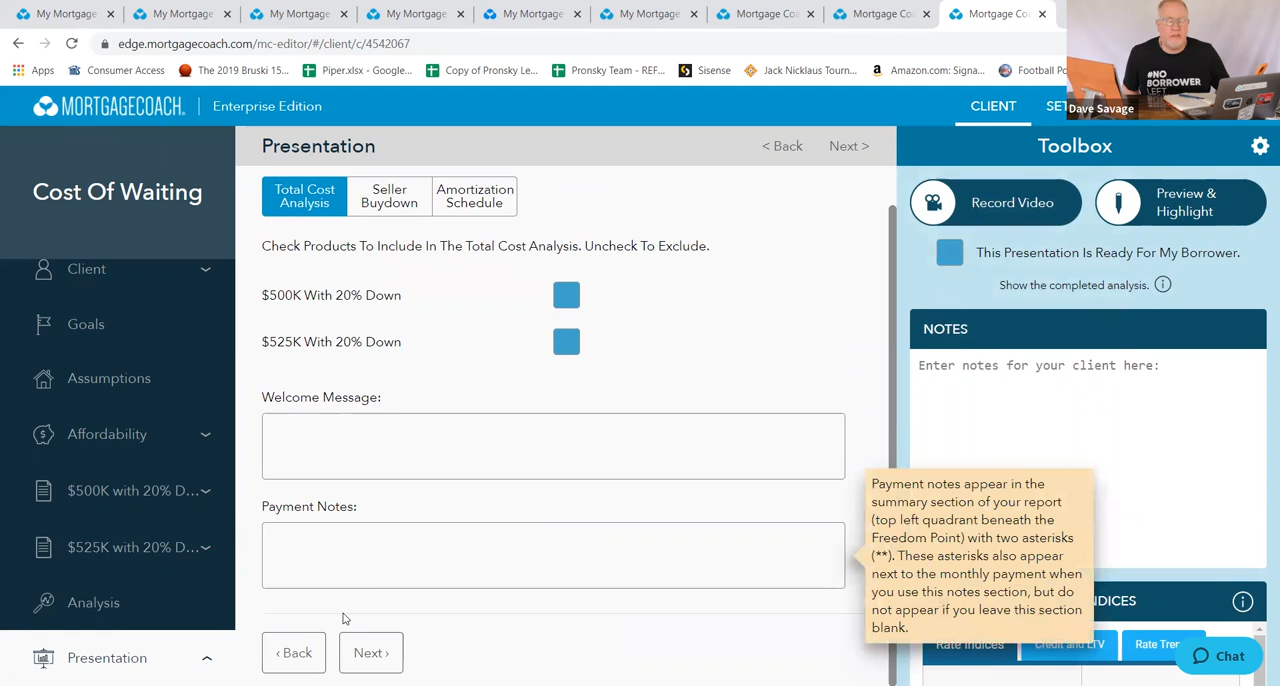 My Mortgage
My Mortgage
My Mortgage
My Mortgage
My Mortgage
My Mortgage
Mortgage Coa
Mortgage Coa
Mortgage Coa
edge.mortgagecoach.com/mc-editor/#/client/c/4542067
Apps
Consumer Access
The 2019 Bruski 15...
Piper.xlsx - Google...
Copy of Pronsky Te...
Pronsky Team - REF...
Sisense
Jack Nicklaus Tourn...
Amazon.com: Signa...
Football Po
#NO
BORROWER
LEFT
Dave Savage
MORTGAGECOACH.
Enterprise Edition
CLIENT
SET
Cost Of Waiting
Client
Goals
Assumptions
Affordability
$500K with 20% D...
$525K with 20% D...
Analysis
Presentation
Presentation
< Back
Next >
Total Cost
Analysis
Seller
Buydown
Amortization
Schedule
Check Products To Include In The Total Cost Analysis. Uncheck To Exclude.
$500K With 20% Down
$525K With 20% Down
Welcome Message:
Payment Notes:
‹ Back
Next ›
Payment notes appear in the
summary section of your report
(top left quadrant beneath the
Freedom Point) with two asterisks
(**). These asterisks also appear
next to the monthly payment when
you use this notes section, but do
not appear if you leave this section
blank.
Toolbox
Record Video
Preview &
Highlight
This Presentation Is Ready For My Borrower.
Show the completed analysis.
NOTES
Enter notes for your client here:
NDICES
Rate Indices
Credit and LTV
Rate Tren
Chat